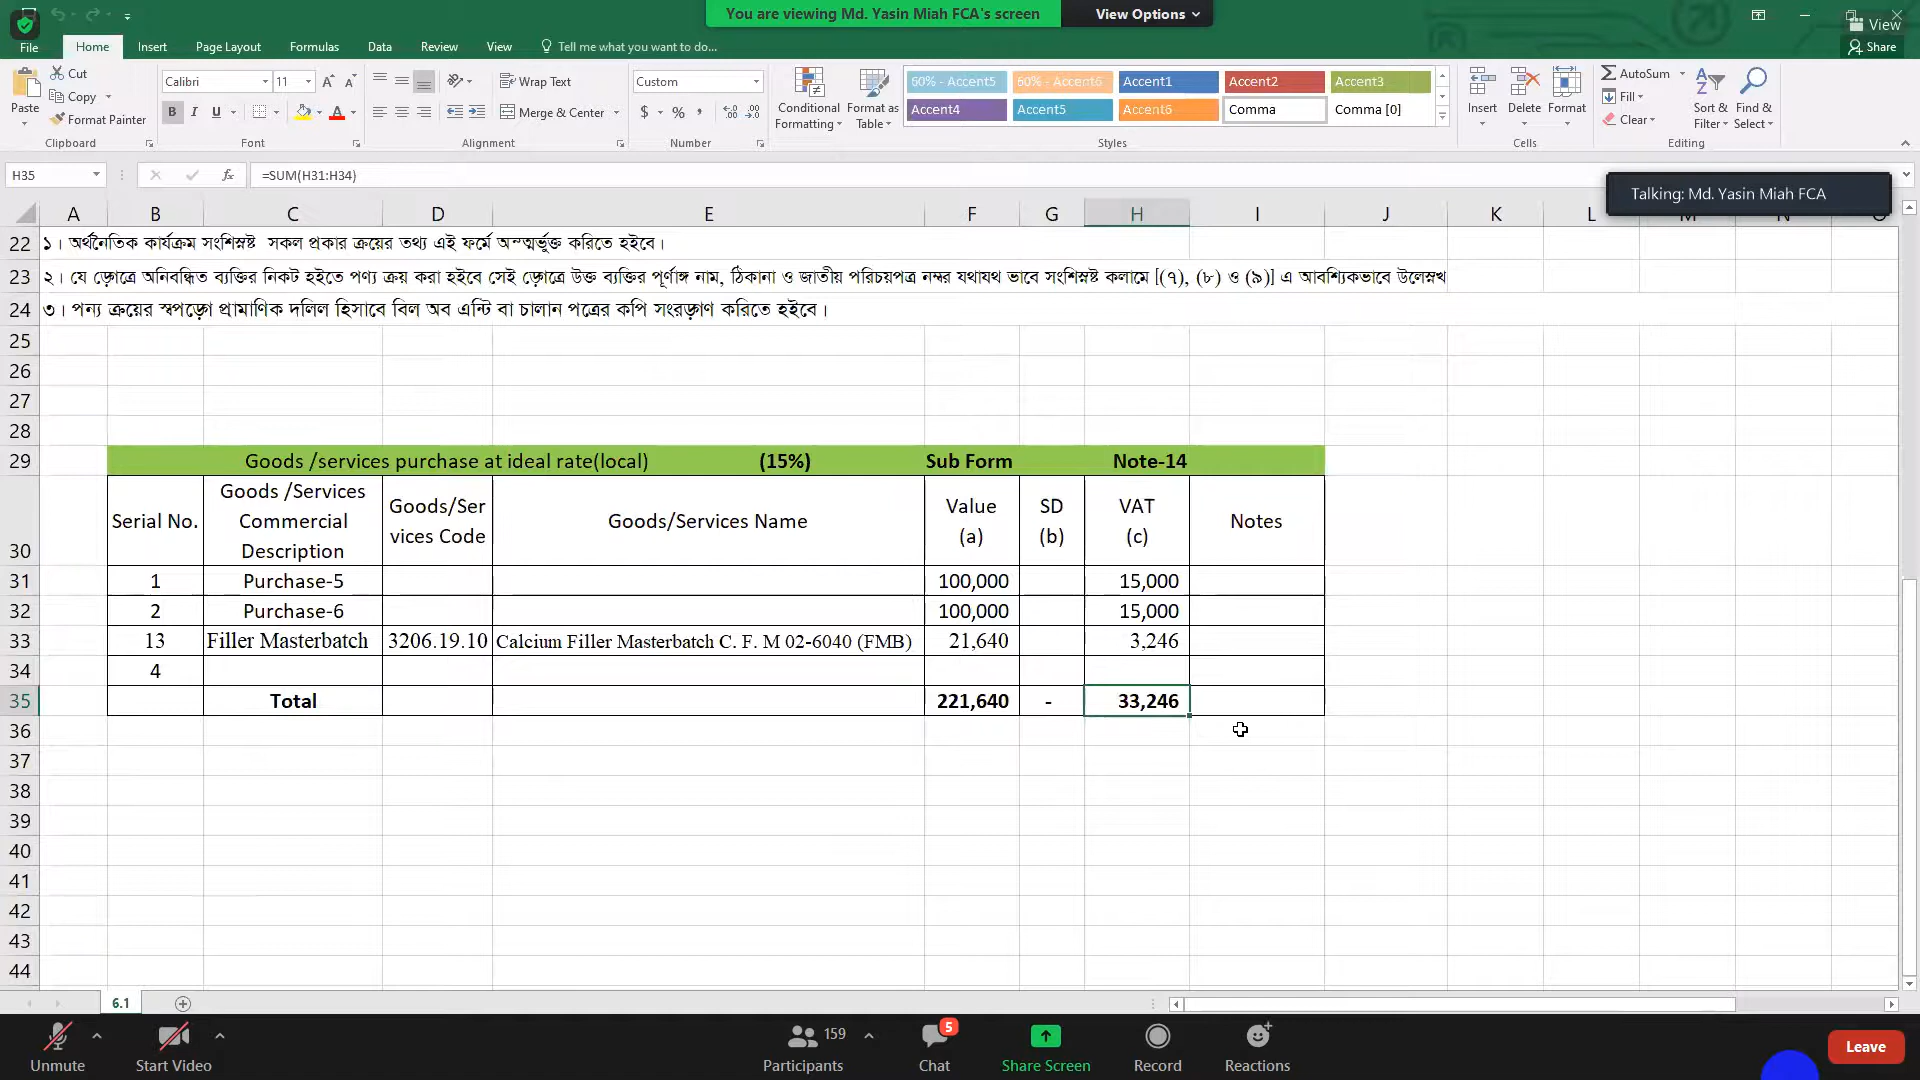 You are viewing Md. Yasin Miah FCA's screen
View Options
View
File
Home
Insert
Page Layout
Formulas
Data
Review
View
Tell me what you want to do...
Share
Paste
Cut
Copy
Format Painter
Clipboard
Calibri
11
B I U
Font
Wrap Text
Merge & Center
Alignment
Custom
$ % ,
Number
Conditional Formatting
Format as Table
60% - Accent5
60% - Accent6
Accent1
Accent2
Accent3
Accent4
Accent5
Accent6
Comma
Comma [0]
Styles
Insert
Delete
Format
Cells
AutoSum
Fill
Clear
Sort & Filter
Find & Select
Editing
H35
fx
=SUM(H31:H34)
Talking: Md. Yasin Miah FCA
A B C D E F G H I J K L
22 ১। অর্থনৈতিক কার্যক্রম সংশিস্নষ্ট সকল প্রকার ক্রয়ের তথ্য এই ফর্মে অন্ত্মর্ভুক্ত করিতে হইবে।
23 ২। যে ড়্গেত্রে অনিবন্ধিত ব্যক্তির নিকট হইতে পণ্য ক্রয় করা হইবে সেই ড়্গেত্রে উক্ত ব্যক্তির পূর্ণাঙ্গ নাম, ঠিকানা ও জাতীয় পরিচয়পত্র নম্বর যথাযথ ভাবে সংশিস্নষ্ট কলামে [(৭), (৮) ও (৯)] এ আবশ্যিকভাবে উলেস্নখ
24 ৩। পন্য ক্রয়ের স্বপড়্গে প্রামাণিক দলিল হিসাবে বিল অব এন্টি বা চালান পত্রের কপি সংরড়্গণ করিতে হইবে।
25
26
27
28
29 Goods /services purchase at ideal rate(local) (15%) Sub Form Note-14
30 Serial No. Goods /Services Commercial Description Goods/Services Code Goods/Services Name Value (a) SD (b) VAT (c) Notes
31 1 Purchase-5 100,000 15,000
32 2 Purchase-6 100,000 15,000
33 13 Filler Masterbatch 3206.19.10 Calcium Filler Masterbatch C. F. M 02-6040 (FMB) 21,640 3,246
34 4
35 Total 221,640 - 33,246
36
37
38
39
40
41
42
43
44
6.1
Unmute
Start Video
159
Participants
5
Chat
Share Screen
Record
Reactions
Leave